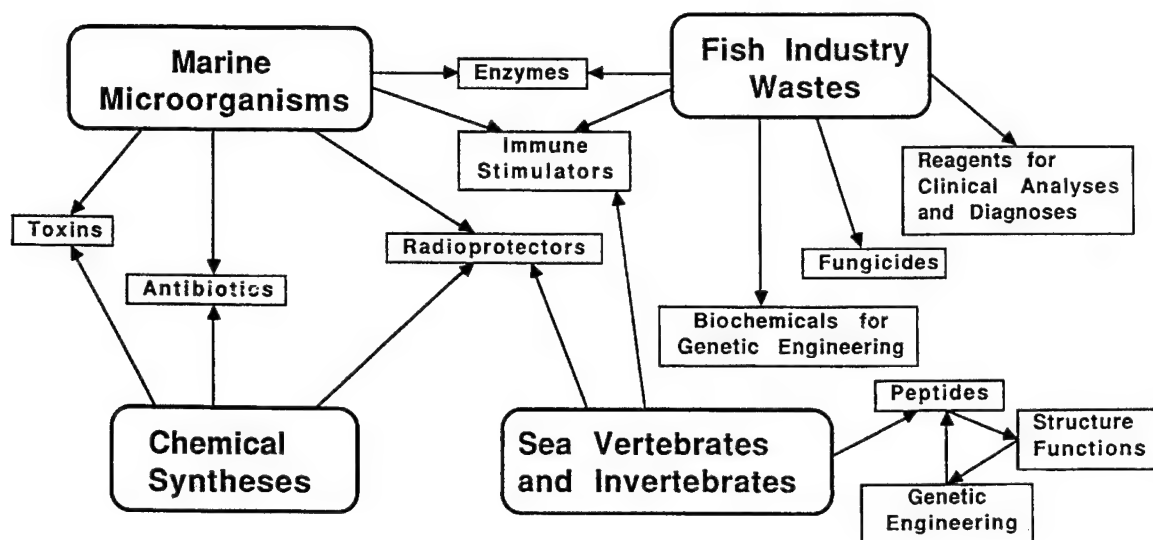 Marine
Microorganisms
Fish Industry
Wastes
Enzymes
Immune
Stimulators
Reagents for
Clinical Analyses
and Diagnoses
Toxins
Radioprotectors
Fungicides
Antibiotics
Biochemicals for
Genetic Engineering
Peptides
Chemical
Syntheses
Sea Vertebrates
and Invertebrates
Structure
Functions
Genetic
Engineering